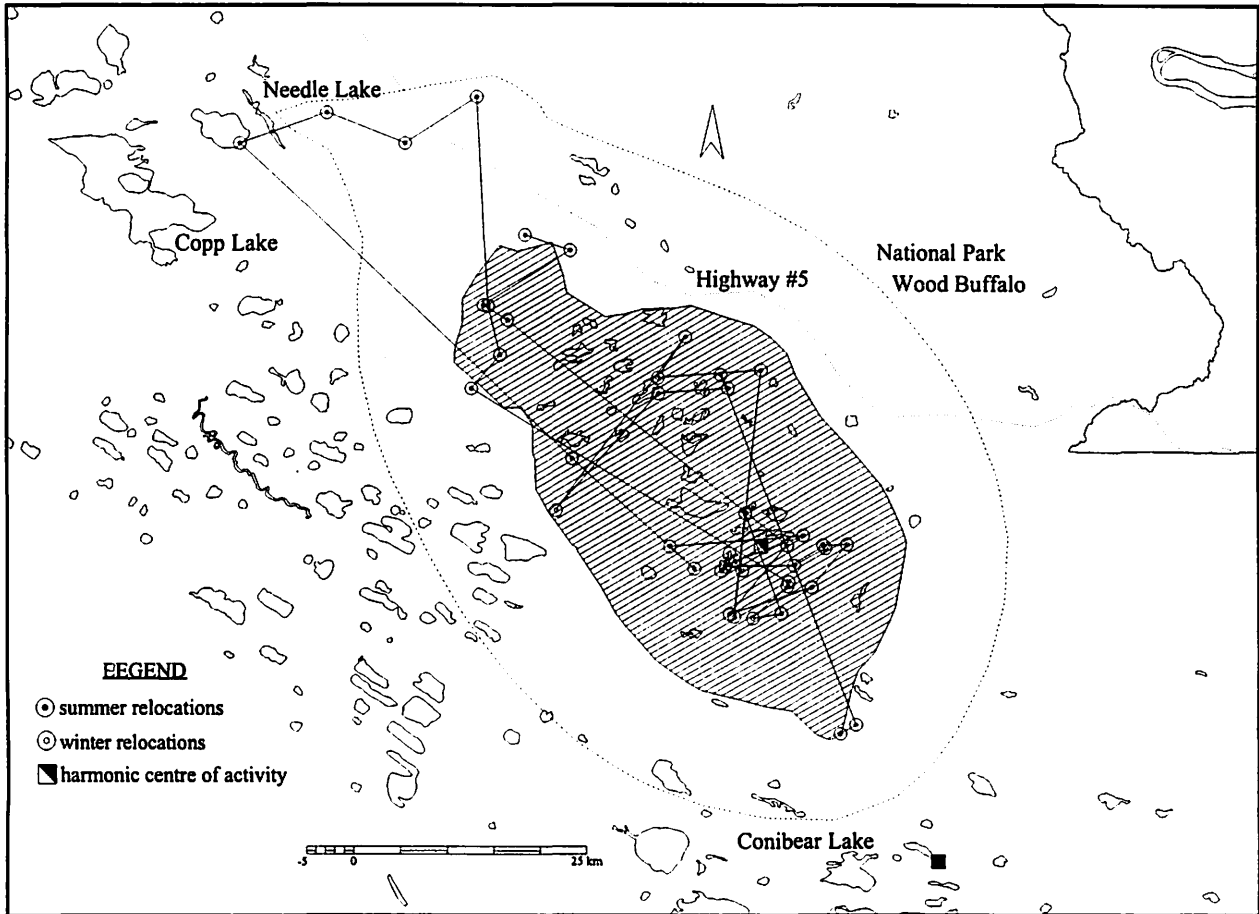 Needle Lake
Copp Lake
National Park
Wood Buffalo
Highway #5
EEGEND
summer relocations
winter relocations
harmonic centre of activity
-5 0 25 km
Conibear Lake